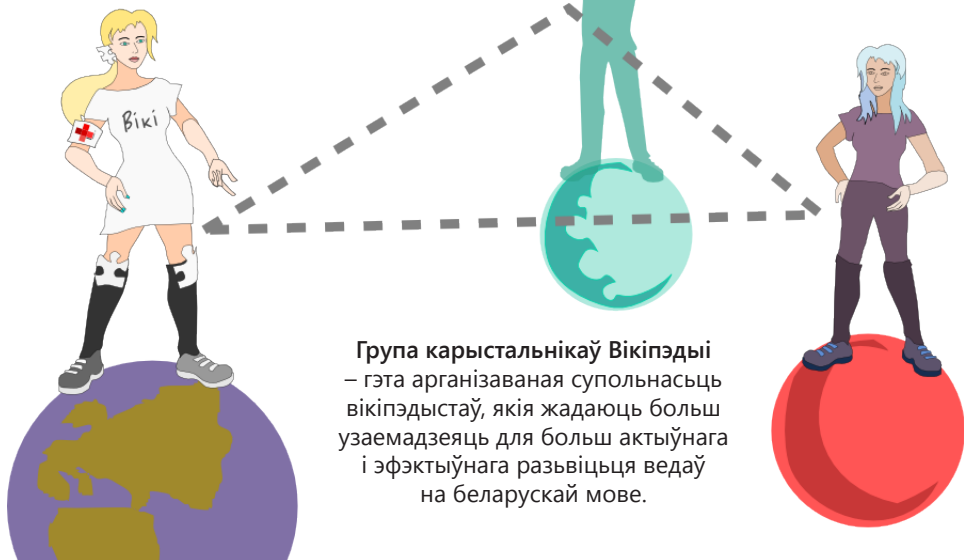 Вікі
Група карыстальнікаў Вікіпэдыі
– гэта арганізаваная супольнасьць
вікіпэдыстаў, якія жадаюць больш
узаемадзеяць для больш актыўнага
і эфэктыўнага разьвіцьця ведаў
на беларускай мове.